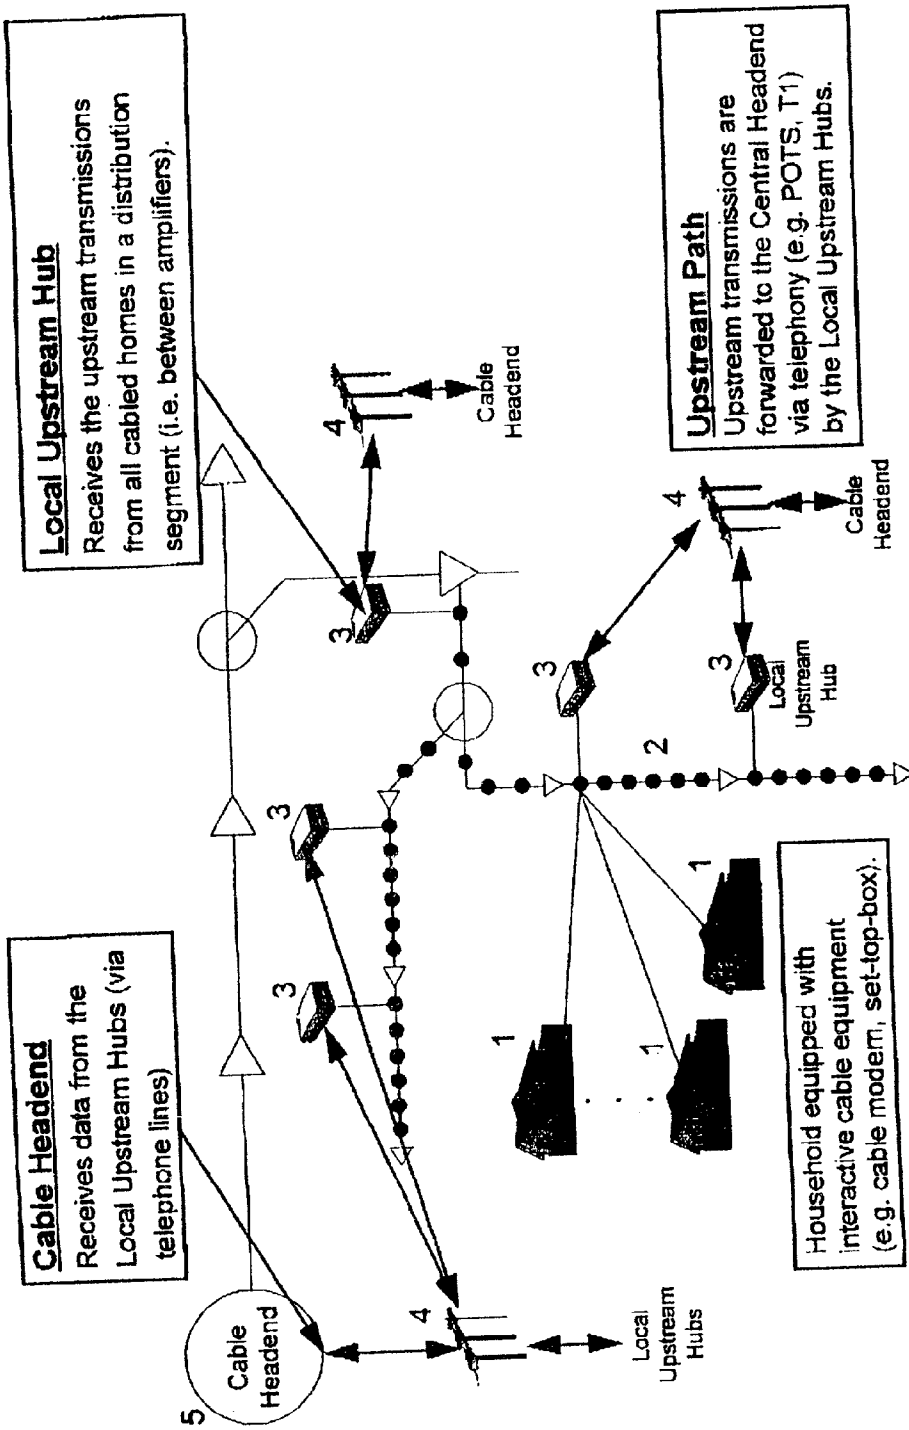 Cable Headend
Receives data from the
Local Upstream Hubs (via
telephone lines)
Local Upstream Hub
Receives the upstream transmissions
from all cabled homes in a distribution
segment (i.e. between amplifiers).
5
Cable
Headend
3
3
3
4
Cable
Headend
4
Local
Upstream
Hubs
3
3
Local
Upstream
Hub
2
4
Cable
Headend
1
1
1
Household equipped with
interactive cable equipment
(e.g. cable modem, set-top-box).
Upstream Path
Upstream transmissions are
forwarded to the Central Headend
via telephony (e.g. POTS, T1)
by the Local Upstream Hubs.